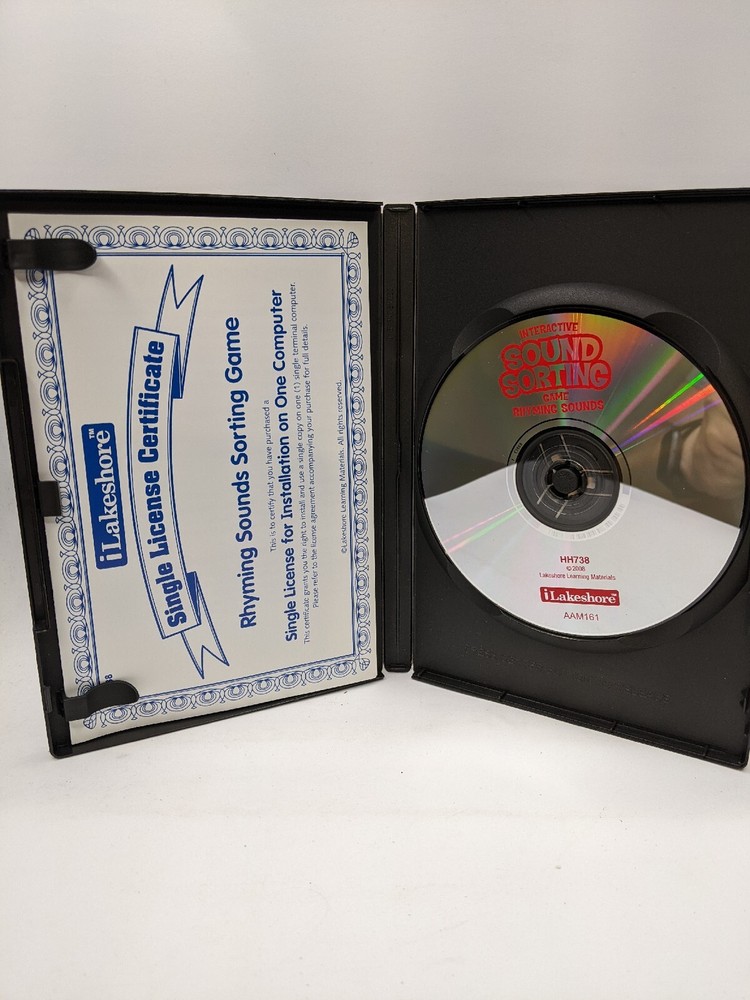 iLakeshore™
Single License Certificate
Rhyming Sounds Sorting Game
This is to certify that you have purchased a
Single License for Installation on One Computer
This certificate grants you the right to install and use a single copy on one (1) single terminal computer.
Please refer to the license agreement accompanying your purchase for full details.
©Lakeshore Learning Materials. All rights reserved.
INTERACTIVE
SOUND
SORTING
GAME
RHYMING SOUNDS
HH738
© 2008
Lakeshore Learning Materials
iLakeshore™
AAM161